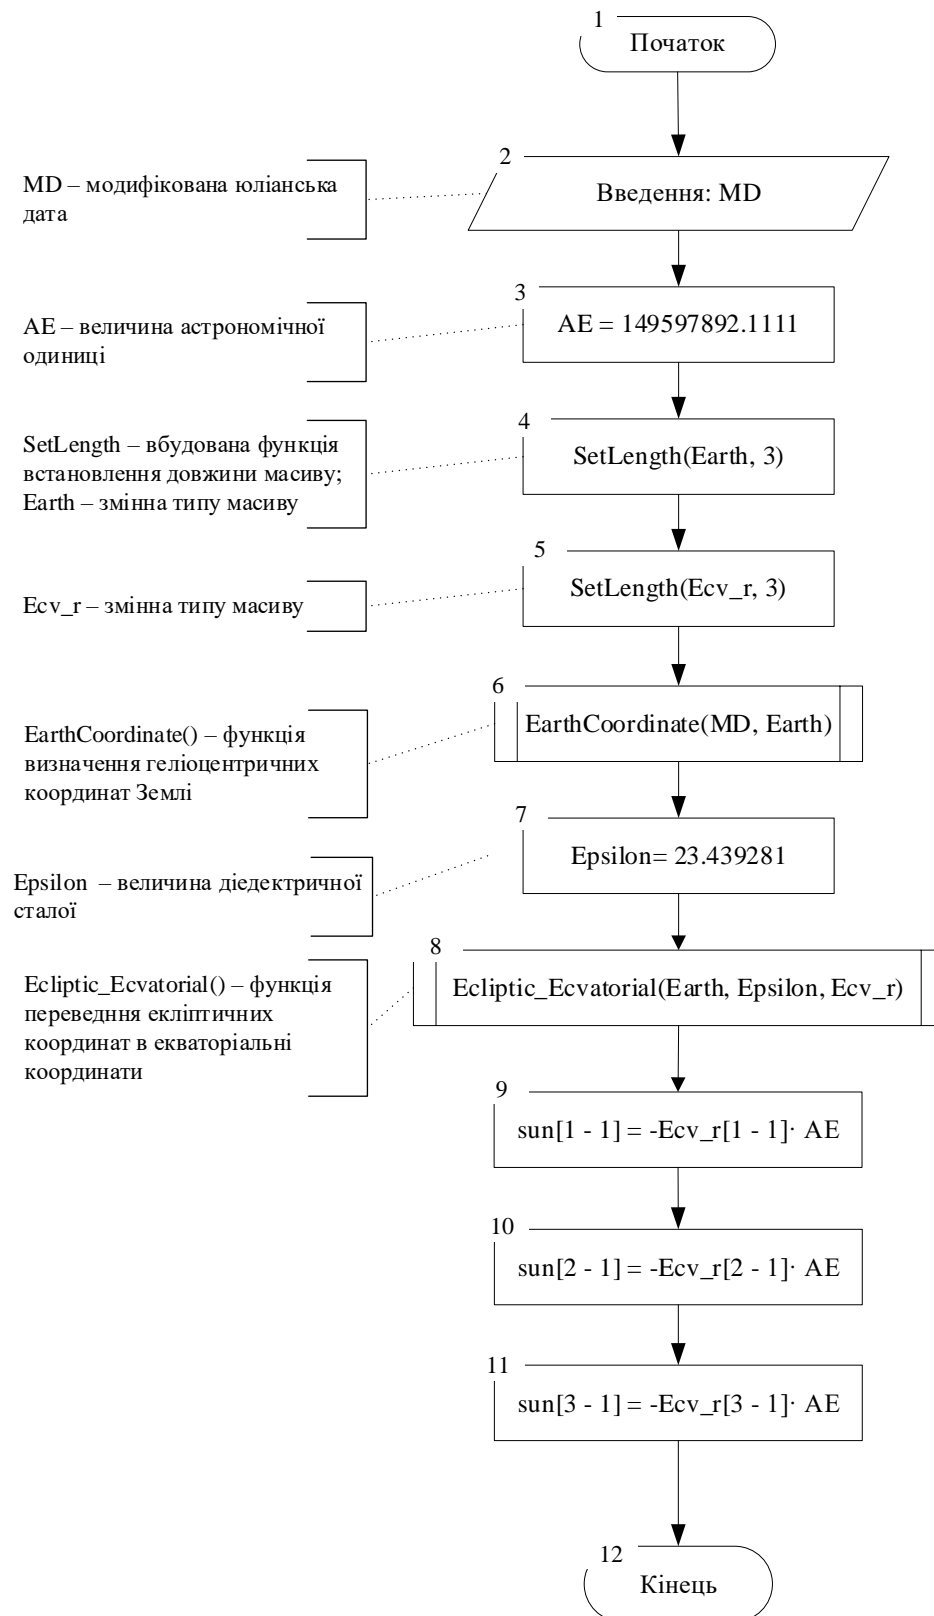 1
Початок
2
Введення: MD
MD – модифікована юліанська
дата
3
AE = 149597892.1111
AE – величина астрономічної
одиниці
4
SetLength(Earth, 3)
SetLength – вбудована функція
встановлення довжини масиву;
Earth – змінна типу масиву
5
SetLength(Ecv_r, 3)
Ecv_r – змінна типу масиву
6
EarthCoordinate(MD, Earth)
EarthCoordinate() – функція
визначення геліоцентричних
координат Землі
7
Epsilon= 23.439281
Epsilon – величина діедектричної
сталої
8
Ecliptic_Ecvatorial(Earth, Epsilon, Ecv_r)
Ecliptic_Ecvatorial() – функція
переведння екліптичних
координат в екваторіальні
координати
9
sun[1 - 1] = -Ecv_r[1 - 1]· AE
10
sun[2 - 1] = -Ecv_r[2 - 1]· AE
11
sun[3 - 1] = -Ecv_r[3 - 1]· AE
12
Кінець